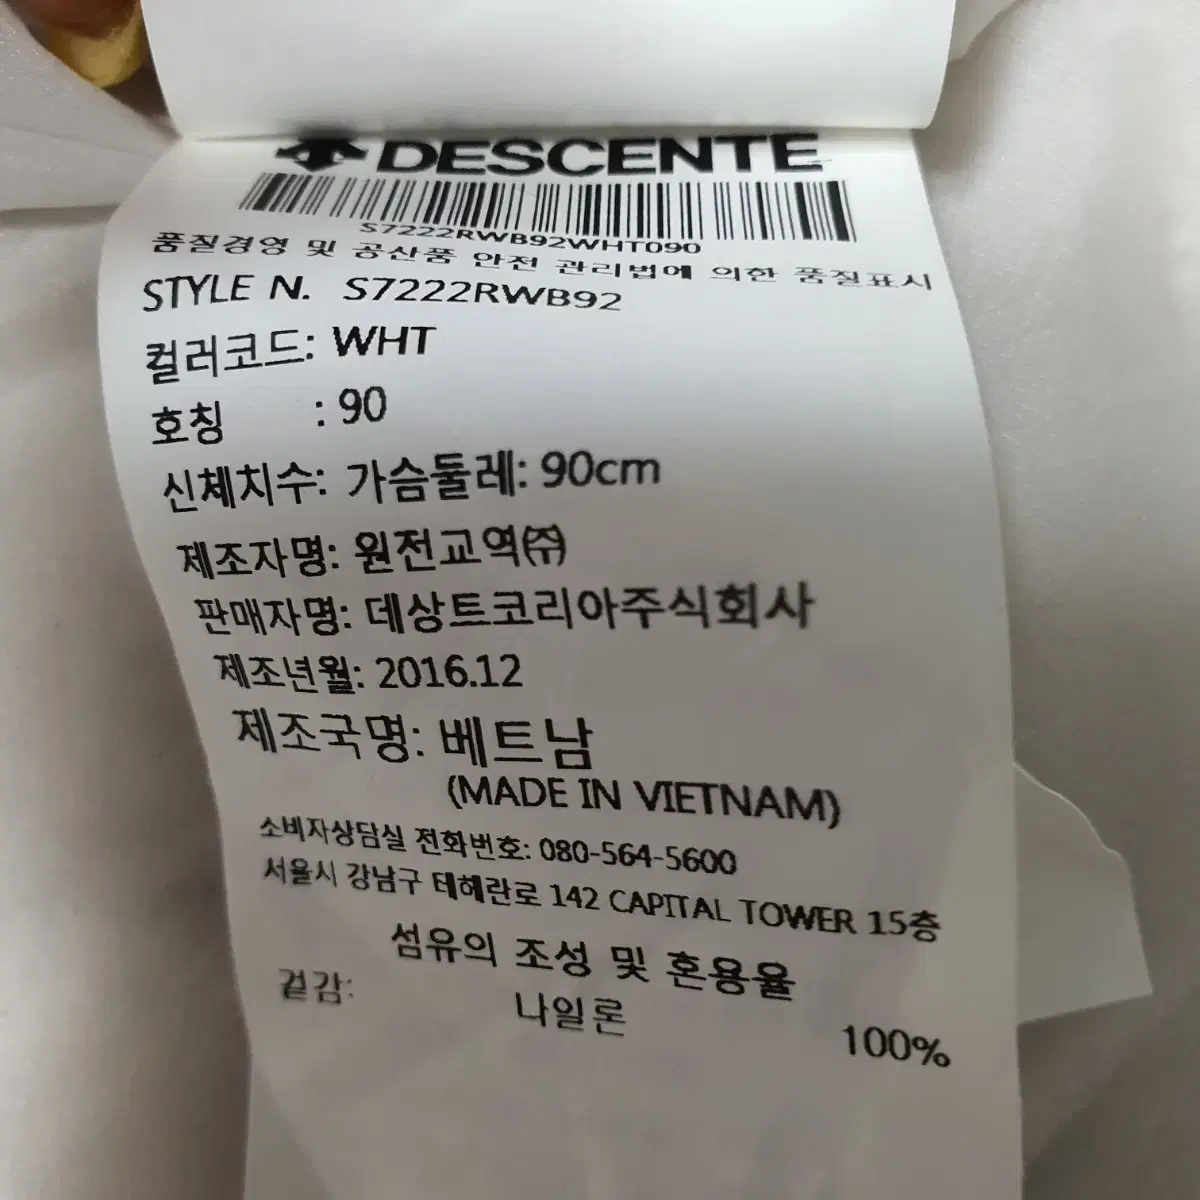 DESCENTE
S7222RWB92WHT090
품질경영 및 공산품 안전 관리법에 의한 품질표시
STYLE N. S7222RWB92
컬러코드: WHT
호칭 : 90
신체치수: 가슴둘레: 90cm
제조자명: 원전교역㈜
판매자명: 데상트코리아주식회사
제조년월: 2016.12
제조국명: 베트남
(MADE IN VIETNAM)
소비자상담실 전화번호: 080-564-5600
서울시 강남구 테헤란로 142 CAPITAL TOWER 15층
섬유의 조성 및 혼용율
겉감: 나일론 100%